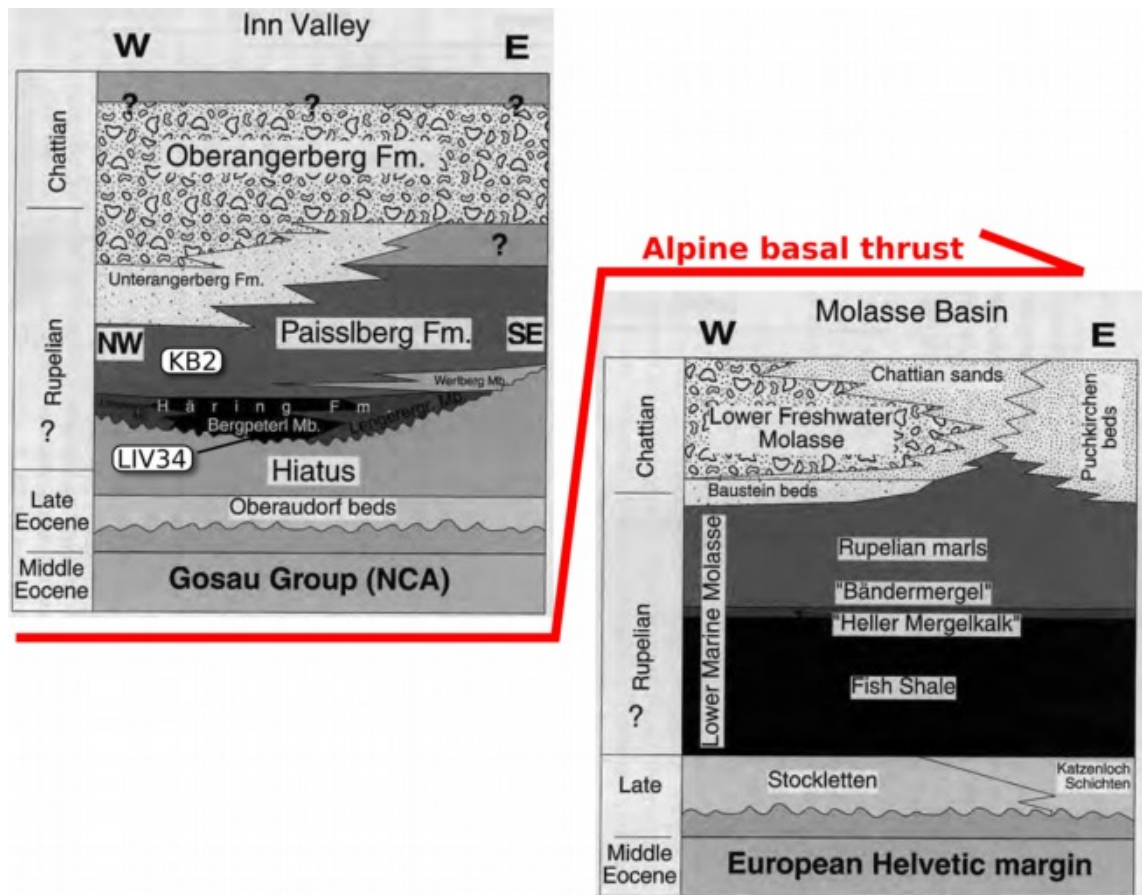 Inn Valley
W
E
Chattian
?
?
?
Oberangerberg Fm.
?
Unterangerberg Fm.
Rupelian
?
NW
Paisslberg Fm.
SE
KB2
Werlberg Mb.
Häring Fm
Bergpeterl Mb.
Lengerergr. Mb.
LIV34
Hiatus
Late
Eocene
Oberaudorf beds
Middle
Eocene
Gosau Group (NCA)
Alpine basal thrust
Molasse Basin
W
E
Chattian
Chattian sands
Lower Freshwater
Molasse
Puchkirchen
beds
Baustein beds
Rupelian
?
Lower Marine Molasse
Rupelian marls
"Bändermergel"
"Heller Mergelkalk"
Fish Shale
Late
Stockletten
Katzenloch
Schichten
Middle
Eocene
European Helvetic margin